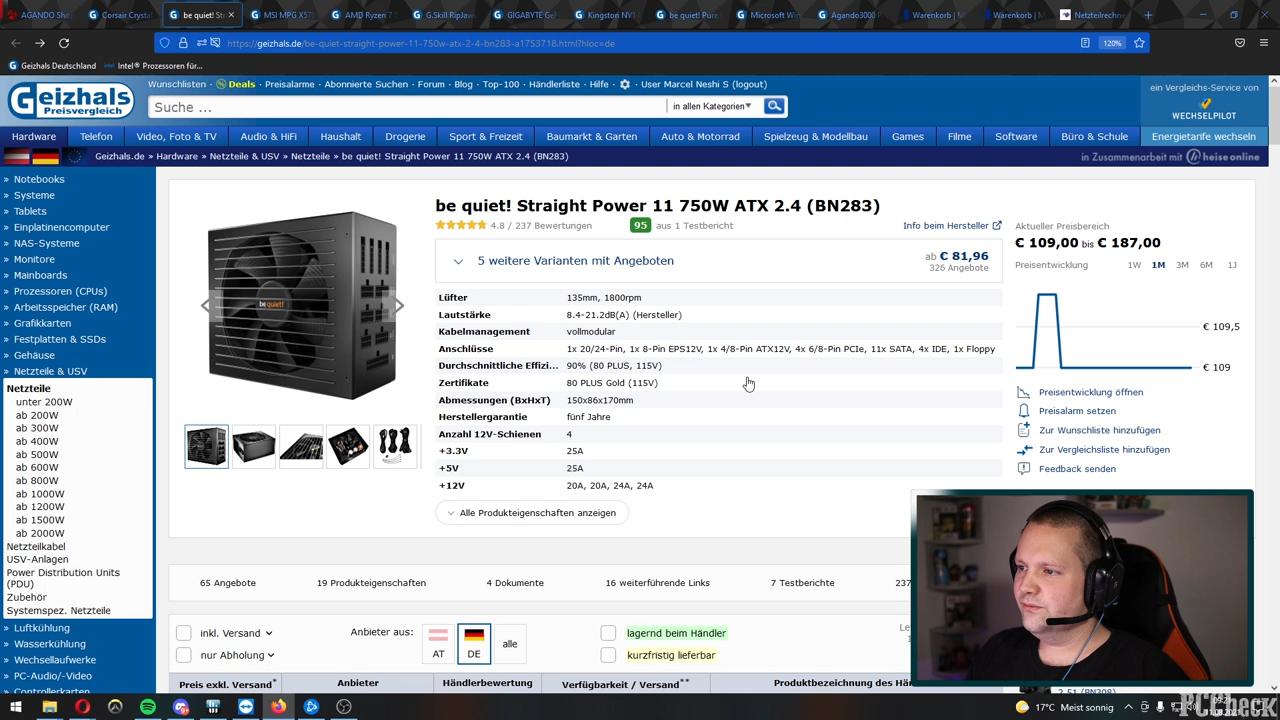 AGANDO Shop
Corsair Crystal
be quiet! St
MSI MPG X570
AMD Ryzen 7
G.Skill RipJaws
GIGABYTE Ge
Kingston NV1
be quiet! Pure
Microsoft Win
Agando3000
Warenkorb | M
Warenkorb | M
Netzteilrechner
https://geizhals.de/be-quiet-straight-power-11-750w-atx-2-4-bn283-a1753718.html?hloc=de
120%
Geizhals Deutschland
Intel® Prozessoren für...
Wunschlisten · Deals · Preisalarme · Abonnierte Suchen · Forum · Blog · Top-100 · Händlerliste · Hilfe · User Marcel Neshi S (logout)
Geizhals
Preisvergleich
Suche ...
in allen Kategorien
ein Vergleichs-Service von
WECHSELPILOT
Hardware
Telefon
Video, Foto & TV
Audio & HiFi
Haushalt
Drogerie
Sport & Freizeit
Baumarkt & Garten
Auto & Motorrad
Spielzeug & Modellbau
Games
Filme
Software
Büro & Schule
Energietarife wechseln
Geizhals.de » Hardware » Netzteile & USV » Netzteile » be quiet! Straight Power 11 750W ATX 2.4 (BN283)
in Zusammenarbeit mit heise online
» Notebooks
» Systeme
» Tablets
» Einplatinencomputer
» NAS-Systeme
» Monitore
» Mainboards
» Prozessoren (CPUs)
» Arbeitsspeicher (RAM)
» Grafikkarten
» Festplatten & SSDs
» Gehäuse
» Netzteile & USV
Netzteile
unter 200W
ab 200W
ab 300W
ab 400W
ab 500W
ab 600W
ab 800W
ab 1000W
ab 1200W
ab 1500W
ab 2000W
Netzteilkabel
USV-Anlagen
Power Distribution Units
(PDU)
Zubehör
Systemspez. Netzteile
» Luftkühlung
» Wasserkühlung
» Wechsellaufwerke
» PC-Audio/-Video
» Controllerkarten
be quiet!
be quiet! Straight Power 11 750W ATX 2.4 (BN283)
4.8 / 237 Bewertungen
95 aus 1 Testbericht
Info beim Hersteller
5 weitere Varianten mit Angeboten
ab € 81,96
326 Angebote
Lüfter 135mm, 1800rpm
Lautstärke 8.4-21.2dB(A) (Hersteller)
Kabelmanagement vollmodular
Anschlüsse 1x 20/24-Pin, 1x 8-Pin EPS12V, 1x 4/8-Pin ATX12V, 4x 6/8-Pin PCIe, 11x SATA, 4x IDE, 1x Floppy
Durchschnittliche Effizi... 90% (80 PLUS, 115V)
Zertifikate 80 PLUS Gold (115V)
Abmessungen (BxHxT) 150x86x170mm
Herstellergarantie fünf Jahre
Anzahl 12V-Schienen 4
+3.3V 25A
+5V 25A
+12V 20A, 20A, 24A, 24A
Alle Produkteigenschaften anzeigen
Aktueller Preisbereich
€ 109,00 bis € 187,00
Preisentwicklung 1W 1M 3M 6M 1J
€ 109,5
€ 109
Preisentwicklung öffnen
Preisalarm setzen
Zur Wunschliste hinzufügen
Zur Vergleichsliste hinzufügen
Feedback senden
65 Angebote
19 Produkteigenschaften
4 Dokumente
16 weiterführende Links
7 Testberichte
237
inkl. Versand
nur Abholung
Anbieter aus:
AT
DE
alle
lagernd beim Händler
kurzfristig lieferbar
Preis exkl. Versand*
Anbieter
Händlerbewertung
Verfügbarkeit / Versand**
Produktbezeichnung des Hä
17°C Meist sonnig
PCCheck